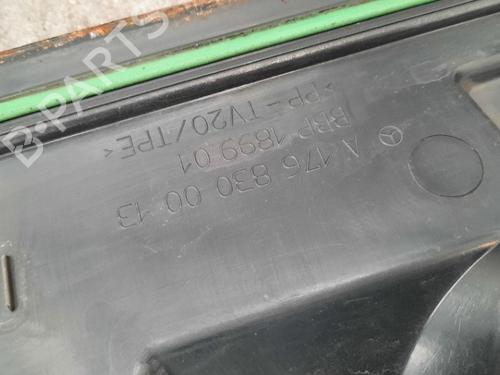 >PP-TV20/TPE<
BBP 1899 01
A 176 830 00 13
B-PARTS